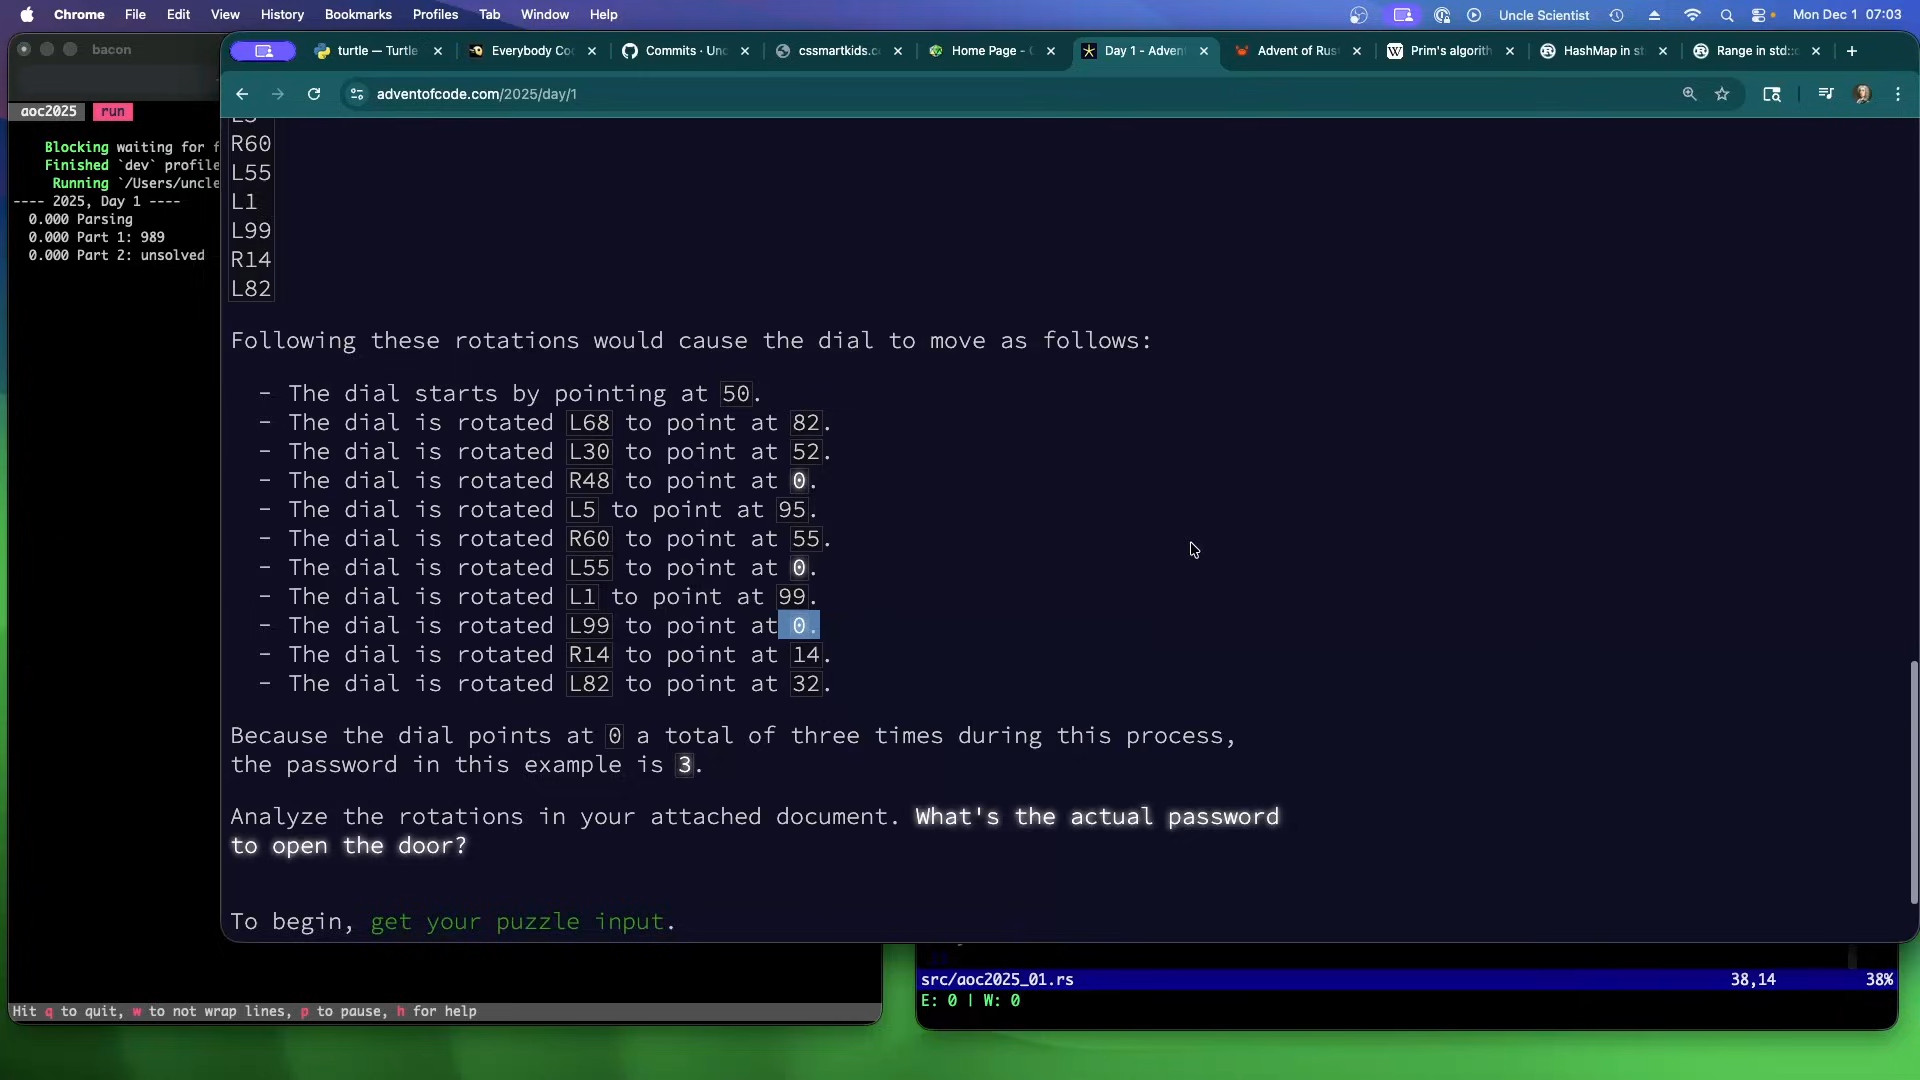 Chrome File Edit View History Bookmarks Profiles Tab Window Help Uncle Scientist Mon Dec 1 07:03
bacon
turtle — Turtle Everybody Co Commits · Unc cssmartkids.c Home Page - Day 1 - Adven Advent of Rus Prim's algorith HashMap in st Range in std::
adventofcode.com/2025/day/1
aoc2025 run
Blocking waiting for f
Finished `dev` profile
Running `/Users/uncle
---- 2025, Day 1 ----
0.000 Parsing
0.000 Part 1: 989
0.000 Part 2: unsolved
R60
L55
L1
L99
R14
L82
Following these rotations would cause the dial to move as follows:
- The dial starts by pointing at 50.
- The dial is rotated L68 to point at 82.
- The dial is rotated L30 to point at 52.
- The dial is rotated R48 to point at 0.
- The dial is rotated L5 to point at 95.
- The dial is rotated R60 to point at 55.
- The dial is rotated L55 to point at 0.
- The dial is rotated L1 to point at 99.
- The dial is rotated L99 to point at 0.
- The dial is rotated R14 to point at 14.
- The dial is rotated L82 to point at 32.
Because the dial points at 0 a total of three times during this process,
the password in this example is 3.
Analyze the rotations in your attached document. What's the actual password
to open the door?
To begin, get your puzzle input.
src/aoc2025_01.rs 38,14 38%
E: 0 | W: 0
Hit q to quit, w to not wrap lines, p to pause, h for help